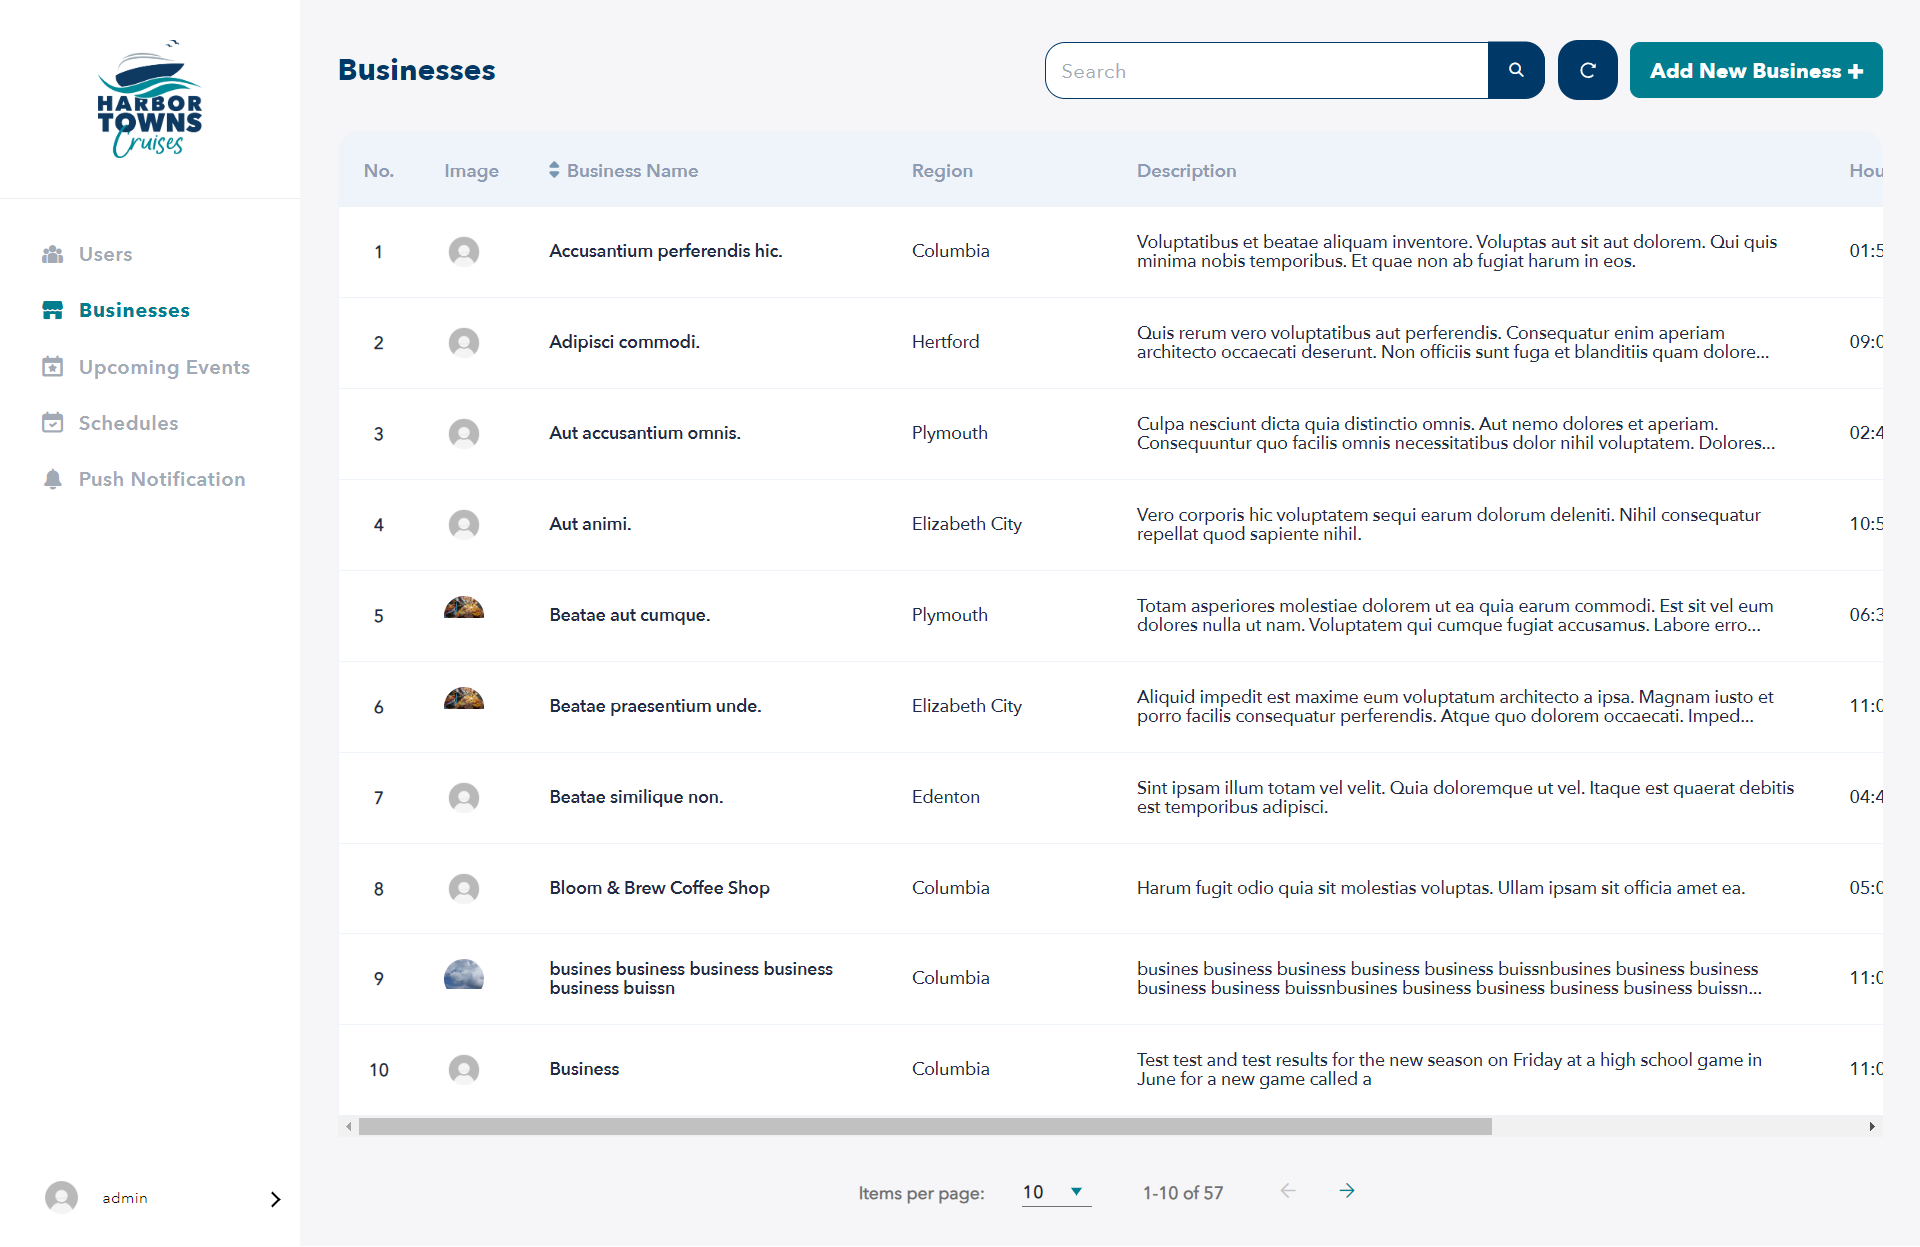 HARBOR
TOWNS
Cruises
Users
Businesses
Upcoming Events
Schedules
Push Notification
admin
Businesses
Search
Add New Business +
No. Image Business Name Region Description Hou
1 Accusantium perferendis hic. Columbia Voluptatibus et beatae aliquam inventore. Voluptas aut sit aut dolorem. Qui quis 01:5
minima nobis temporibus. Et quae non ab fugiat harum in eos.
2 Adipisci commodi. Hertford Quis rerum vero voluptatibus aut perferendis. Consequatur enim aperiam 09:0
architecto occaecati deserunt. Non officiis sunt fuga et blanditiis quam dolore...
3 Aut accusantium omnis. Plymouth Culpa nesciunt dicta quia distinctio omnis. Aut nemo dolores et aperiam. 02:4
Consequuntur quo facilis omnis necessitatibus dolor nihil voluptatem. Dolores...
4 Aut animi. Elizabeth City Vero corporis hic voluptatem sequi earum dolorum deleniti. Nihil consequatur 10:5
repellat quod sapiente nihil.
5 Beatae aut cumque. Plymouth Totam asperiores molestiae dolorem ut ea quia earum commodi. Est sit vel eum 06:3
dolores nulla ut nam. Voluptatem qui cumque fugiat accusamus. Labore erro...
6 Beatae praesentium unde. Elizabeth City Aliquid impedit est maxime eum voluptatum architecto a ipsa. Magnam iusto et 11:0
porro facilis consequatur perferendis. Atque quo dolorem occaecati. Imped...
7 Beatae similique non. Edenton Sint ipsam illum totam vel velit. Quia doloremque ut vel. Itaque est quaerat debitis 04:4
est temporibus adipisci.
8 Bloom & Brew Coffee Shop Columbia Harum fugit odio quia sit molestias voluptas. Ullam ipsam sit officia amet ea. 05:0
9 busines business business business Columbia busines business business business business buissnbusines business business 11:0
business buissn business business buissnbusines business business business business buissn...
10 Business Columbia Test test and test results for the new season on Friday at a high school game in 11:0
June for a new game called a
Items per page: 10 1-10 of 57